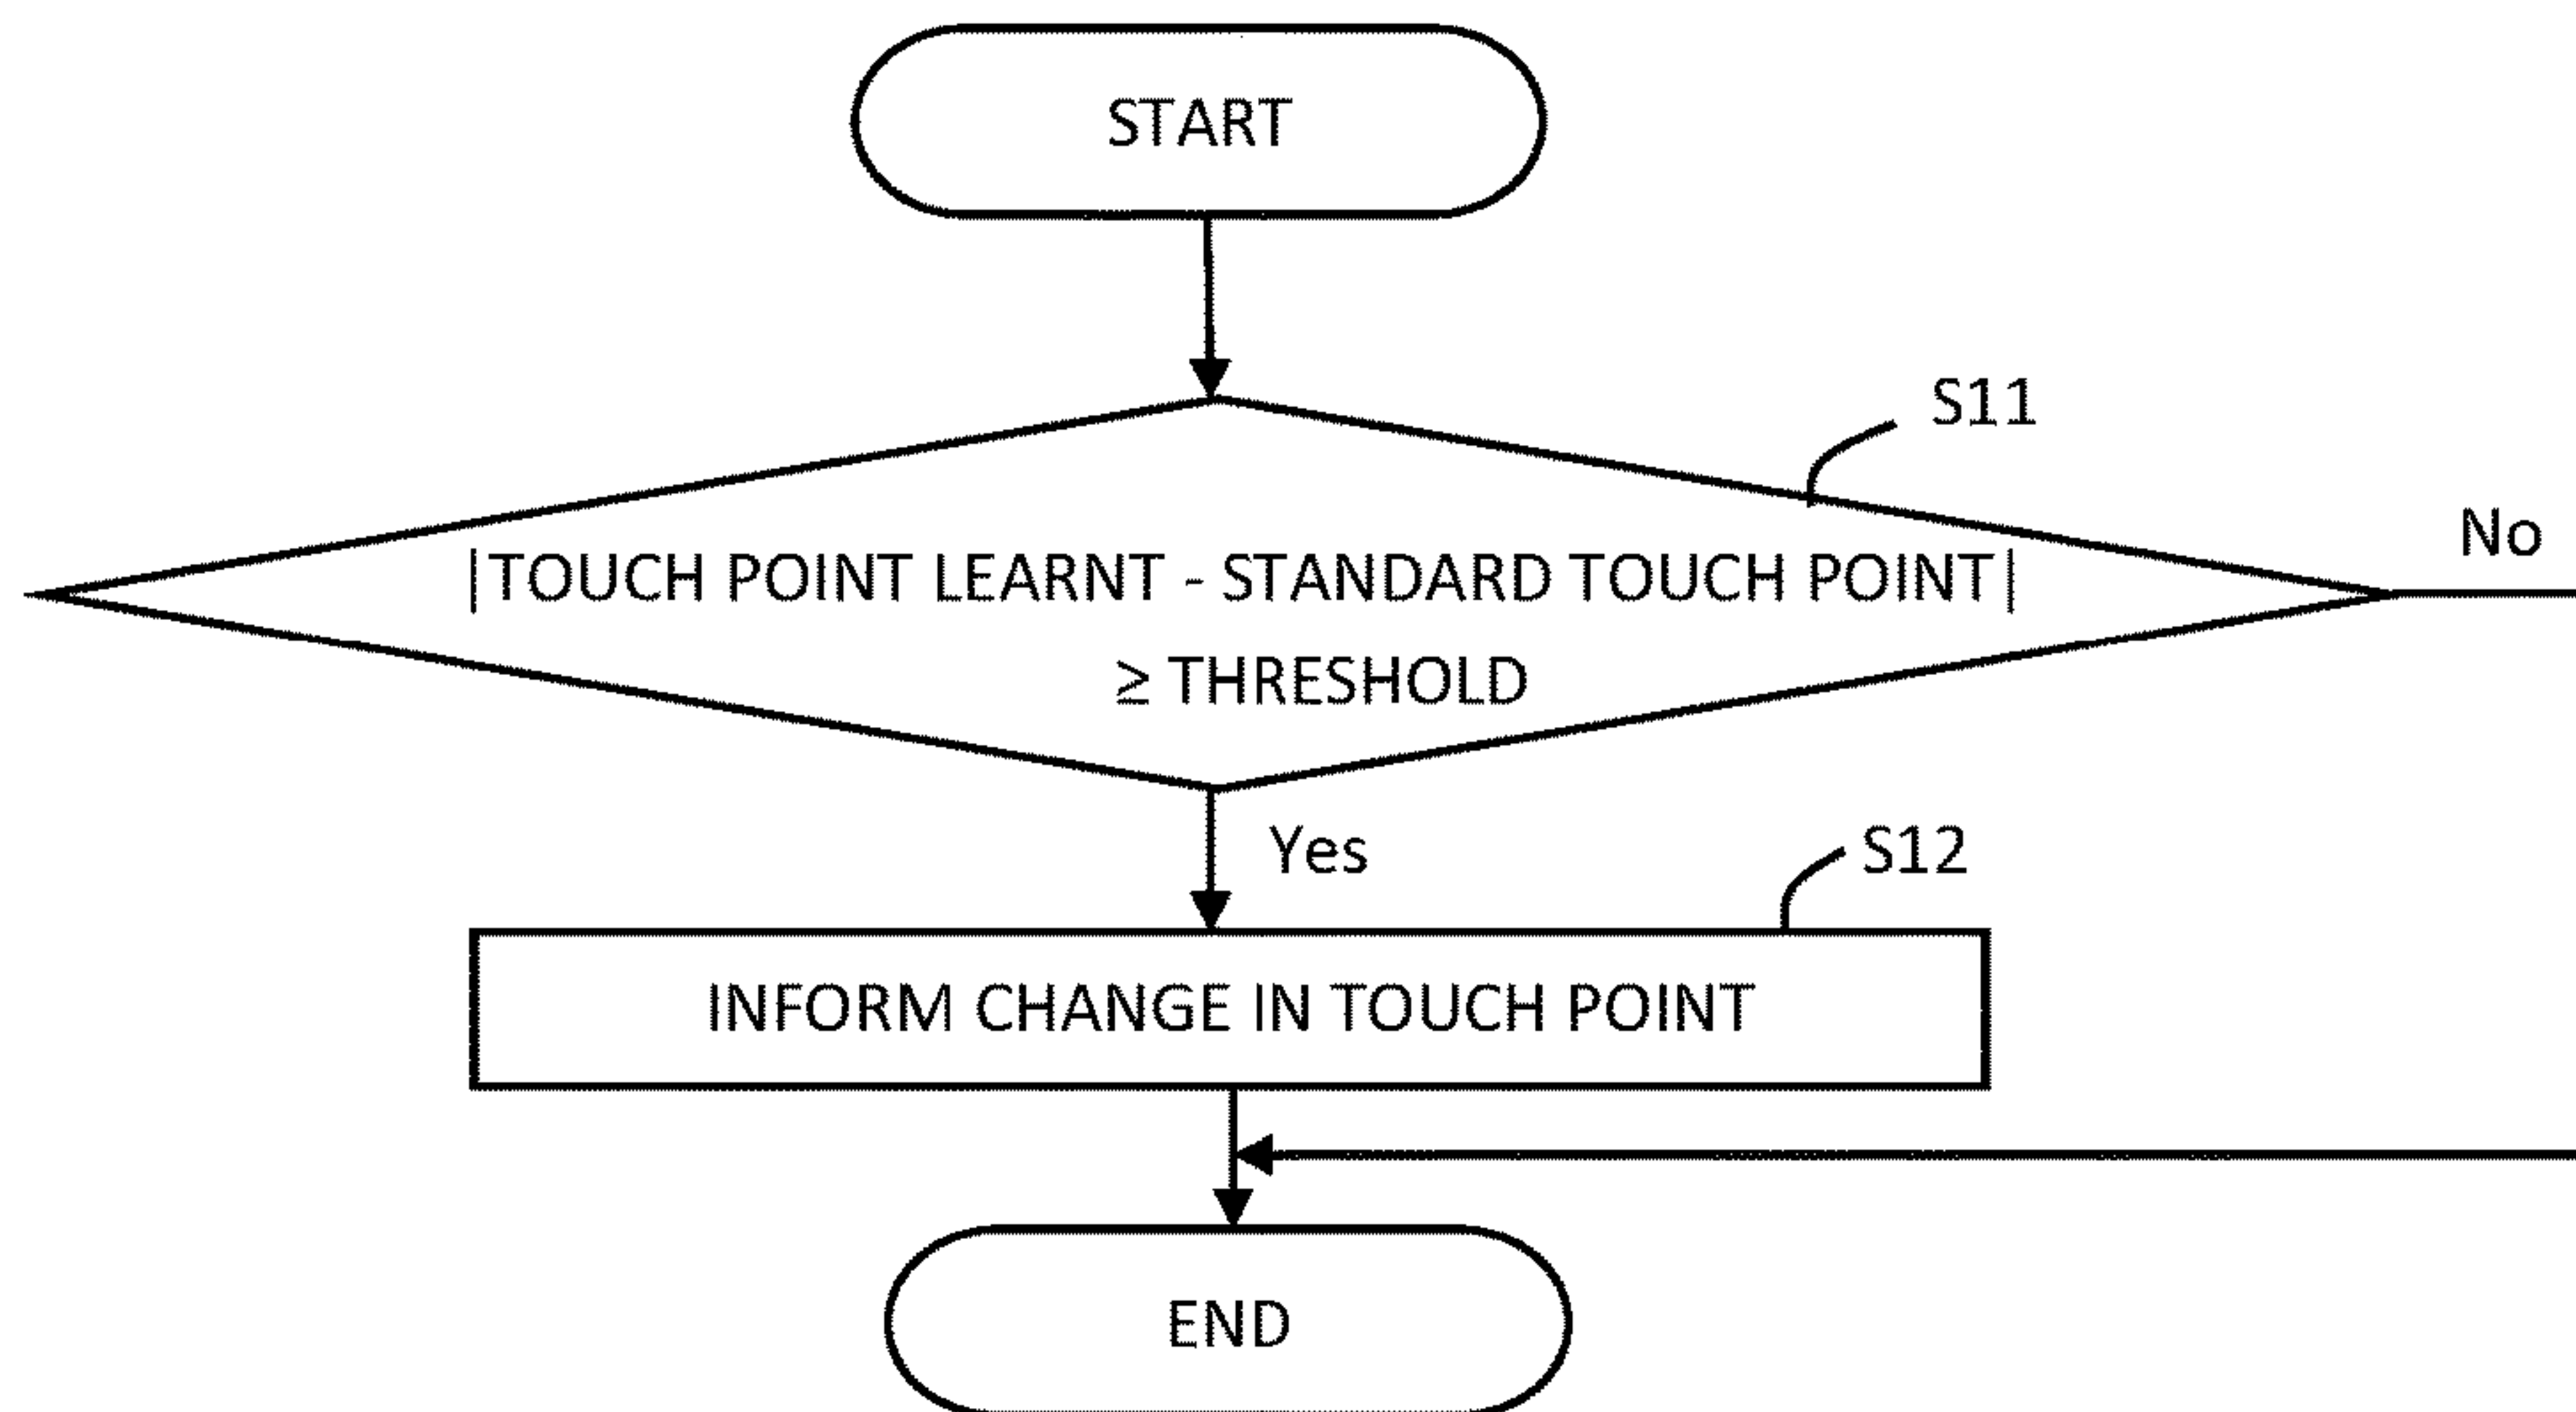 START
S11
No
|TOUCH POINT LEARNT - STANDARD TOUCH POINT|
≥ THRESHOLD
Yes
S12
INFORM CHANGE IN TOUCH POINT
END